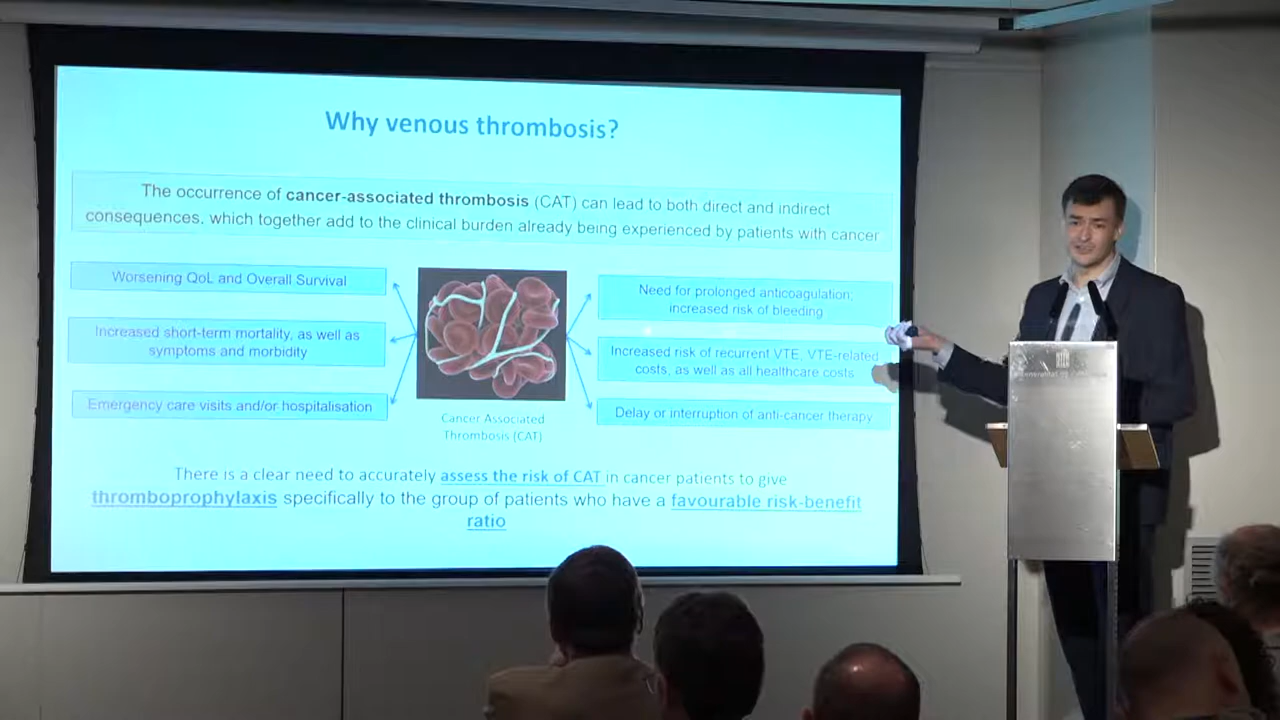 Why venous thrombosis?
The occurrence of cancer-associated thrombosis (CAT) can lead to both direct and indirect
consequences, which together add to the clinical burden already being experienced by patients with cancer
Worsening QoL and Overall Survival
Increased short-term mortality, as well as
symptoms and morbidity
Emergency care visits and/or hospitalisation
Cancer Associated
Thrombosis (CAT)
Need for prolonged anticoagulation;
increased risk of bleeding
Increased risk of recurrent VTE, VTE-related
costs, as well as all healthcare costs
Delay or interruption of anti-cancer therapy
There is a clear need to accurately assess the risk of CAT in cancer patients to give
thromboprophylaxis specifically to the group of patients who have a favourable risk-benefit
ratio